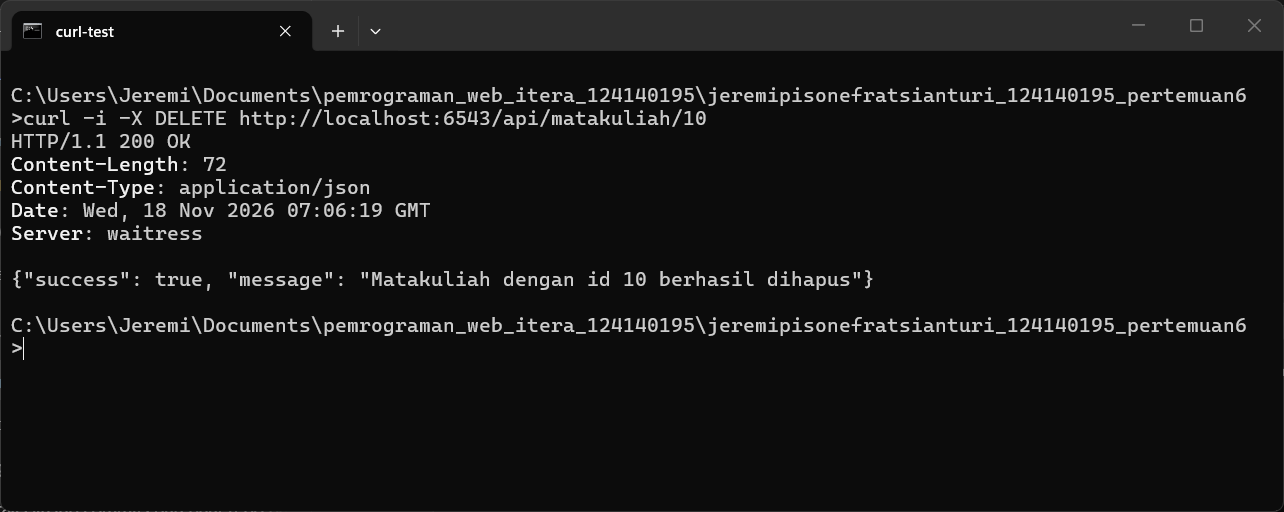 curl-test
C:\Users\Jeremi\Documents\pemrograman_web_itera_124140195\jeremipisonefratsianturi_124140195_pertemuan6
>curl -i -X DELETE http://localhost:6543/api/matakuliah/10
HTTP/1.1 200 OK
Content-Length: 72
Content-Type: application/json
Date: Wed, 18 Nov 2026 07:06:19 GMT
Server: waitress
{"success": true, "message": "Matakuliah dengan id 10 berhasil dihapus"}
C:\Users\Jeremi\Documents\pemrograman_web_itera_124140195\jeremipisonefratsianturi_124140195_pertemuan6
>